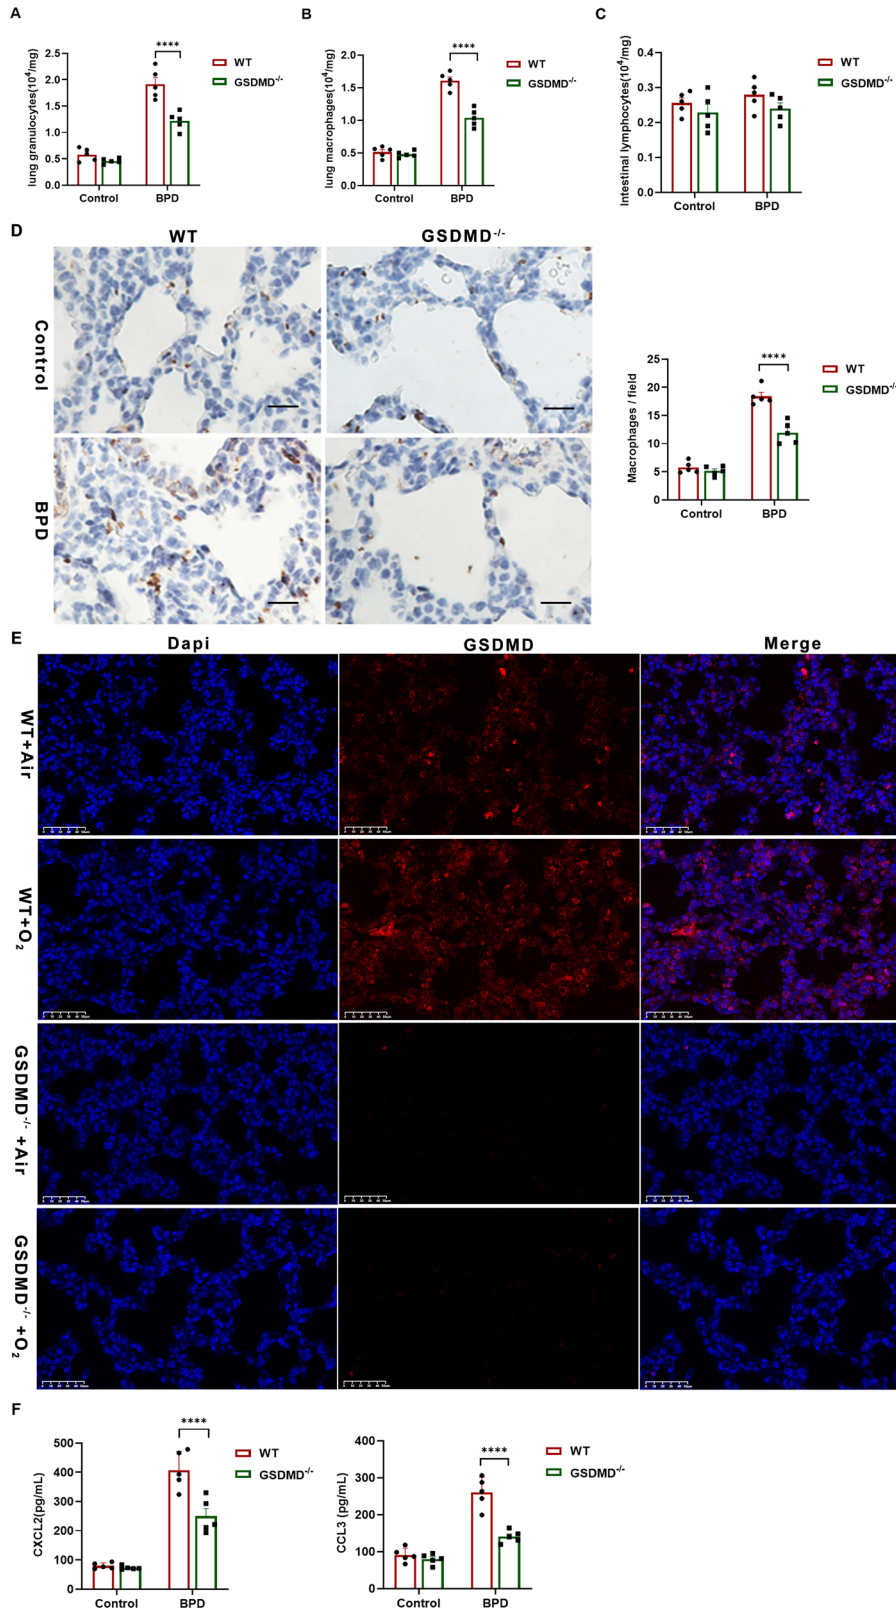 A
lung granulocytes(10⁴/mg)
2.5
2.0
1.5
1.0
0.5
0.0
****
Control
BPD
WT
GSDMD⁻/⁻
B
lung macrophages(10⁴/mg)
2.0
1.5
1.0
0.5
0.0
****
Control
BPD
WT
GSDMD⁻/⁻
C
Intestinal lymphocytes(10⁴/mg)
0.4
0.3
0.2
0.1
0.0
Control
BPD
WT
GSDMD⁻/⁻
D
WT
GSDMD⁻/⁻
Control
BPD
Macrophages / field
25
20
15
10
5
0
****
Control
BPD
WT
GSDMD⁻/⁻
E
Dapi
GSDMD
Merge
WT+Air
WT+O₂
GSDMD⁻/⁻ +Air
GSDMD⁻/⁻ +O₂
F
CXCL2(pg/mL)
500
400
300
200
100
0
****
Control
BPD
WT
GSDMD⁻/⁻
CCL3 (pg/mL)
400
300
200
100
0
****
Control
BPD
WT
GSDMD⁻/⁻